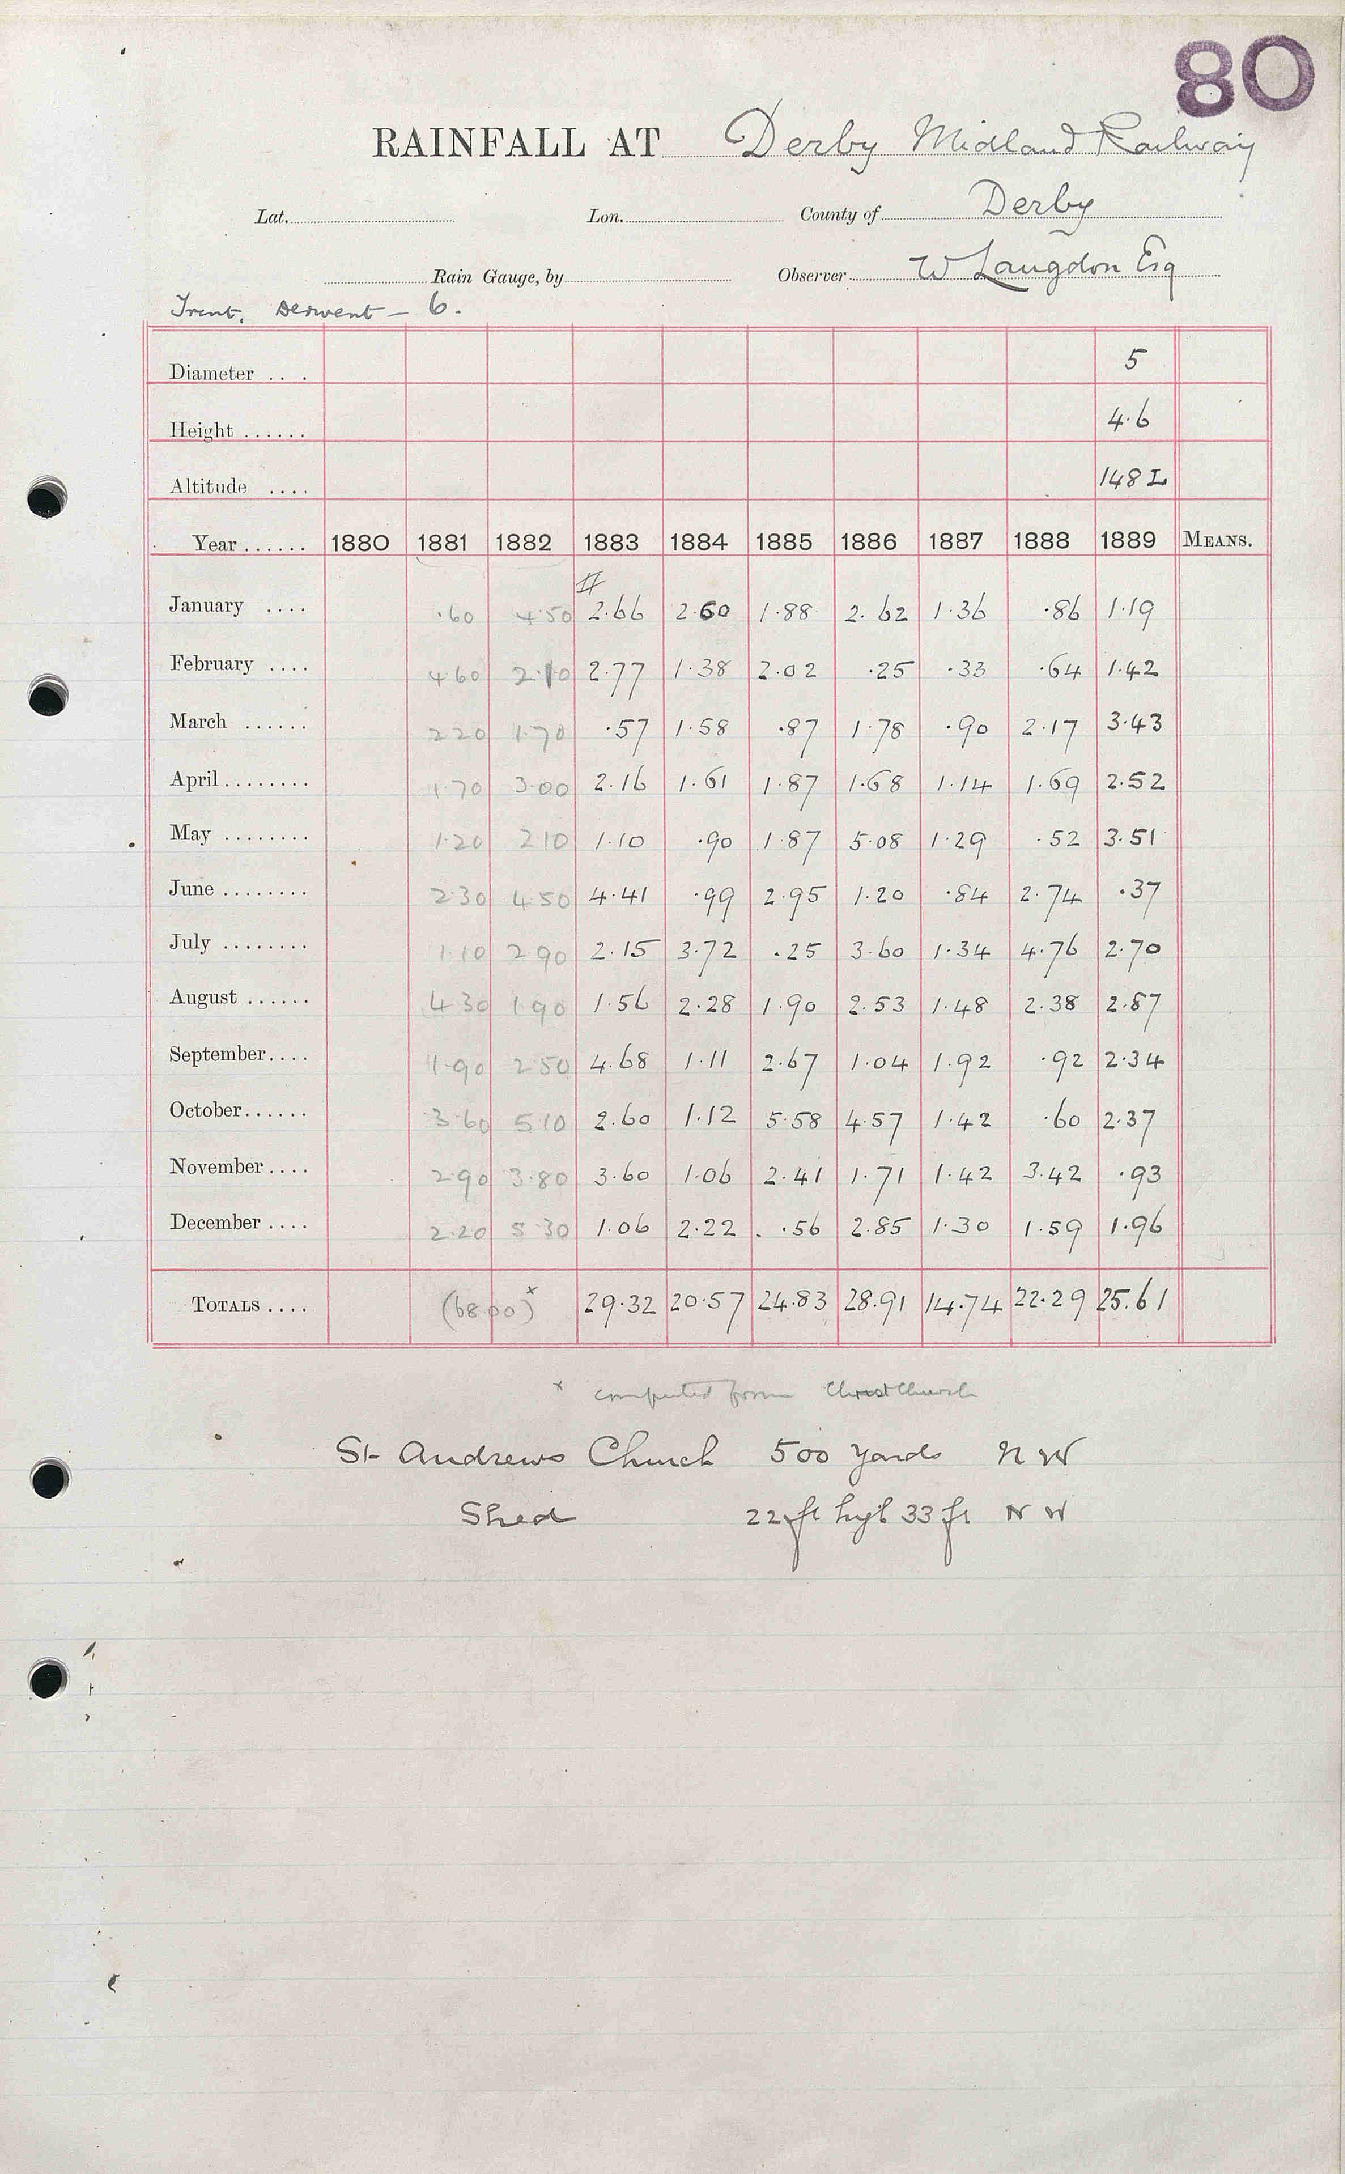 80
RAINFALL AT Derby Midland Railway
Lat. Lon. County of Derby
Rain Gauge, by Observer W Langdon Esq
Trent. Derwent – 6.
Diameter .... 5
Height ...... 4.6
Altitude .... 148 L
Year ...... 1880 1881 1882 1883 1884 1885 1886 1887 1888 1889 MEANS.
#
January .... .60 4.50 2.66 2.60 1.88 2.62 1.36 .86 1.19
February .... 4.60 2.10 2.77 1.38 2.02 .25 .33 .64 1.42
March ...... 2.20 1.70 .57 1.58 .87 1.78 .90 2.17 3.43
April ........ 1.70 3.00 2.16 1.61 1.87 1.68 1.14 1.69 2.52
May ........ 1.20 2.10 1.10 .90 1.87 5.08 1.29 .52 3.51
June ........ 2.30 4.50 4.41 .99 2.95 1.20 .84 2.74 .37
July ........ 1.10 2.90 2.15 3.72 .25 3.60 1.34 4.76 2.70
August ...... 4.30 1.90 1.56 2.28 1.90 2.53 1.48 2.38 2.87
September .... 1.90 2.50 4.68 1.11 2.67 1.04 1.92 .92 2.34
October ...... 3.60 5.10 2.60 1.12 5.58 4.57 1.42 .60 2.37
November .... 2.90 3.80 3.60 1.06 2.41 1.71 1.42 3.42 .93
December .... 2.20 5.30 1.06 2.22 .56 2.85 1.30 1.59 1.96
TOTALS .... (68.00)x 29.32 20.57 24.83 28.91 14.74 22.29 25.61
x computed from Christ Church
St Andrews Church 500 yards N W
Shed 22 ft hgt 33 ft N W